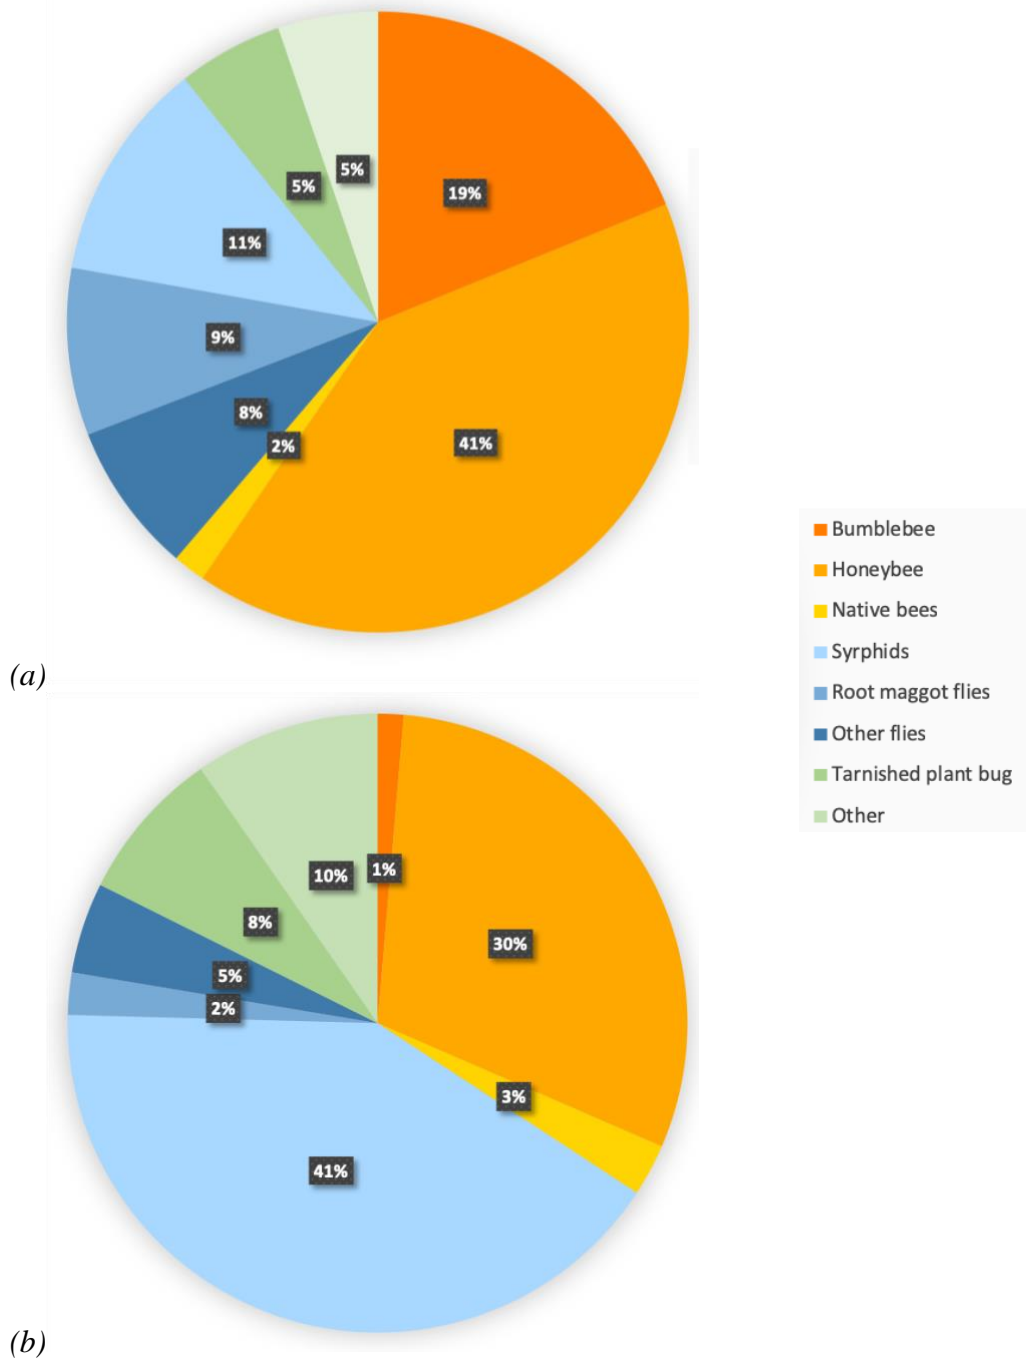 5%
5%
19%
11%
9%
8%
2%
41%
(a)
Bumblebee
Honeybee
Native bees
Syrphids
Root maggot flies
Other flies
Tarnished plant bug
Other
1%
10%
8%
30%
5%
2%
3%
41%
(b)